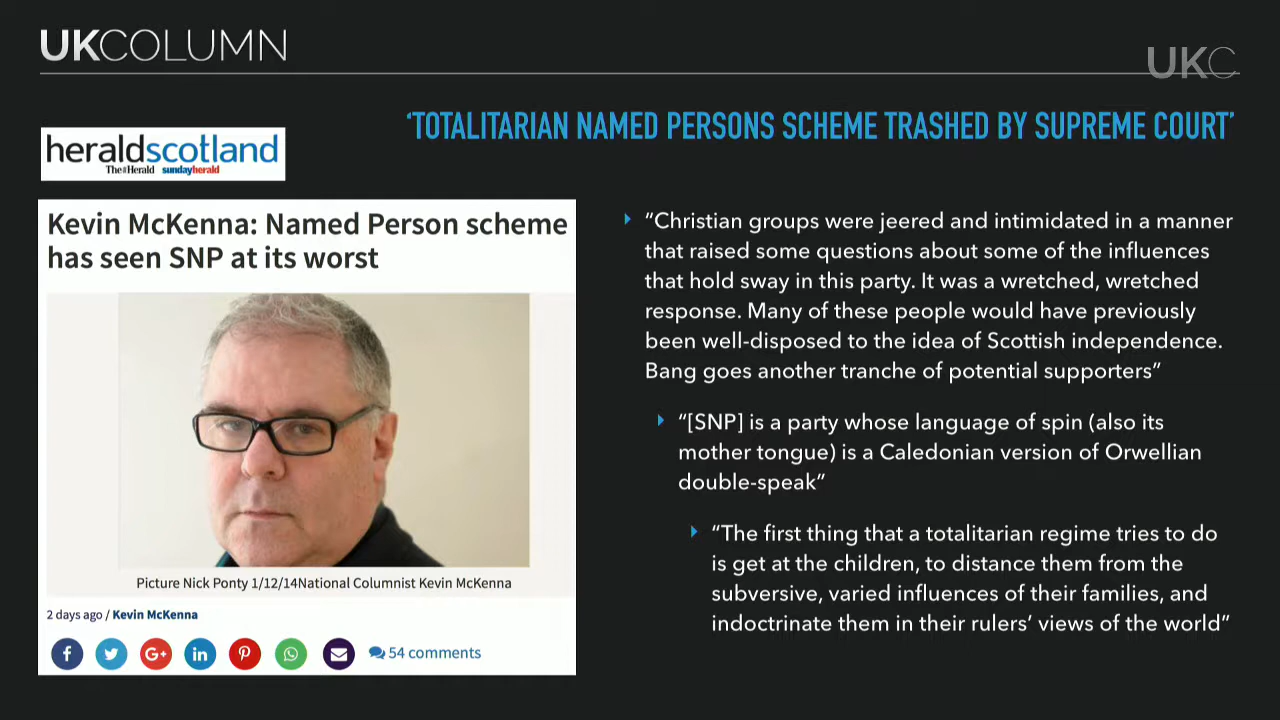 UKCOLUMN
UKC
‘TOTALITARIAN NAMED PERSONS SCHEME TRASHED BY SUPREME COURT’
heraldscotland
The Herald sundayherald
Kevin McKenna: Named Person scheme
has seen SNP at its worst
Picture Nick Ponty 1/12/14National Columnist Kevin McKenna
2 days ago / Kevin McKenna
54 comments
“Christian groups were jeered and intimidated in a manner
that raised some questions about some of the influences
that hold sway in this party. It was a wretched, wretched
response. Many of these people would have previously
been well-disposed to the idea of Scottish independence.
Bang goes another tranche of potential supporters”
“[SNP] is a party whose language of spin (also its
mother tongue) is a Caledonian version of Orwellian
double-speak”
“The first thing that a totalitarian regime tries to do
is get at the children, to distance them from the
subversive, varied influences of their families, and
indoctrinate them in their rulers’ views of the world“